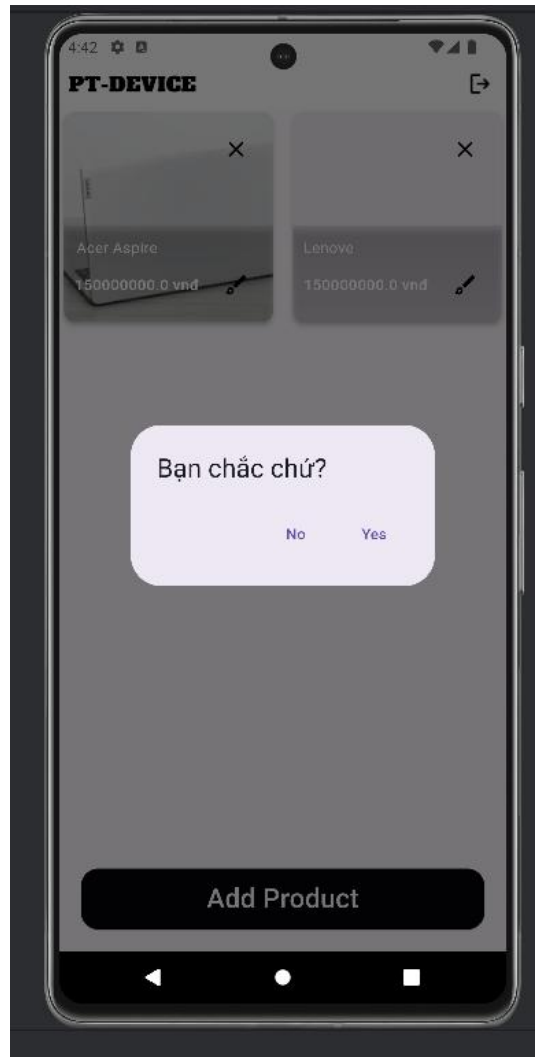 4:42
PT-DEVICE
Acer Aspire
150000000.0 vnđ
Lenovo
150000000.0 vnđ
Bạn chắc chứ?
No Yes
Add Product